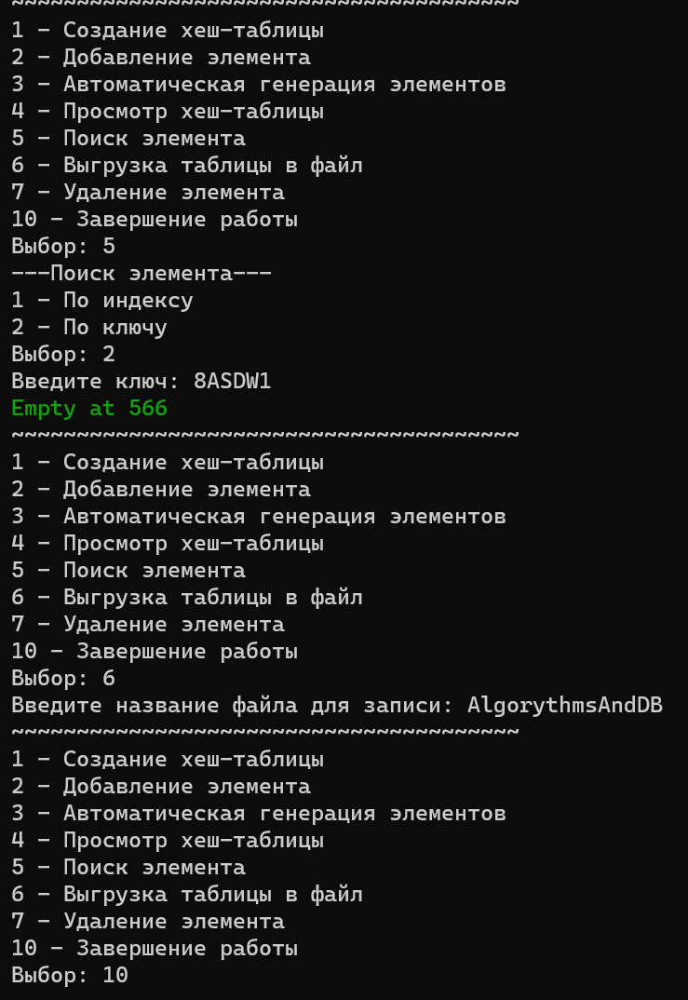 ~~~~~~~~~~~~~~~~~~~~~~~~~~~~~~~~~~~~~~~
1 - Создание хеш-таблицы
2 - Добавление элемента
3 - Автоматическая генерация элементов
4 - Просмотр хеш-таблицы
5 - Поиск элемента
6 - Выгрузка таблицы в файл
7 - Удаление элемента
10 - Завершение работы
Выбор: 5
---Поиск элемента---
1 - По индексу
2 - По ключу
Выбор: 2
Введите ключ: 8ASDW1
Empty at 566
~~~~~~~~~~~~~~~~~~~~~~~~~~~~~~~~~~~~~~~
1 - Создание хеш-таблицы
2 - Добавление элемента
3 - Автоматическая генерация элементов
4 - Просмотр хеш-таблицы
5 - Поиск элемента
6 - Выгрузка таблицы в файл
7 - Удаление элемента
10 - Завершение работы
Выбор: 6
Введите название файла для записи: AlgorythmsAndDB
~~~~~~~~~~~~~~~~~~~~~~~~~~~~~~~~~~~~~~~
1 - Создание хеш-таблицы
2 - Добавление элемента
3 - Автоматическая генерация элементов
4 - Просмотр хеш-таблицы
5 - Поиск элемента
6 - Выгрузка таблицы в файл
7 - Удаление элемента
10 - Завершение работы
Выбор: 10